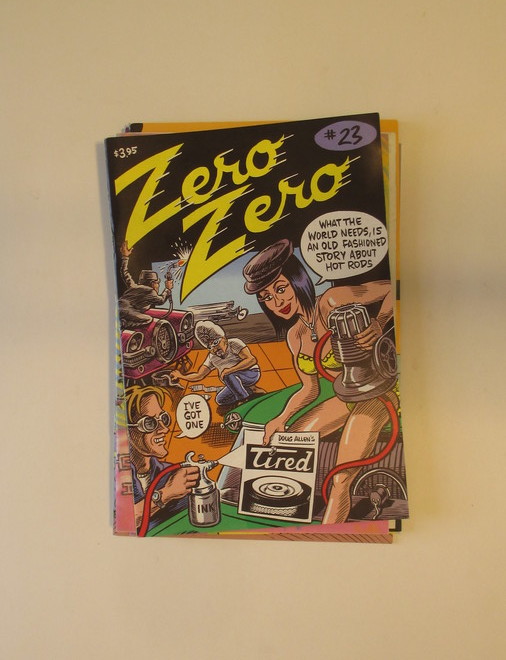 $3.95
#23
Zero
Zero
WHAT THE
WORLD NEEDS, IS
AN OLD FASHIONED
STORY ABOUT
HOT RODS
I'VE
GOT
ONE
DOUG ALLEN'S
Tired
INK